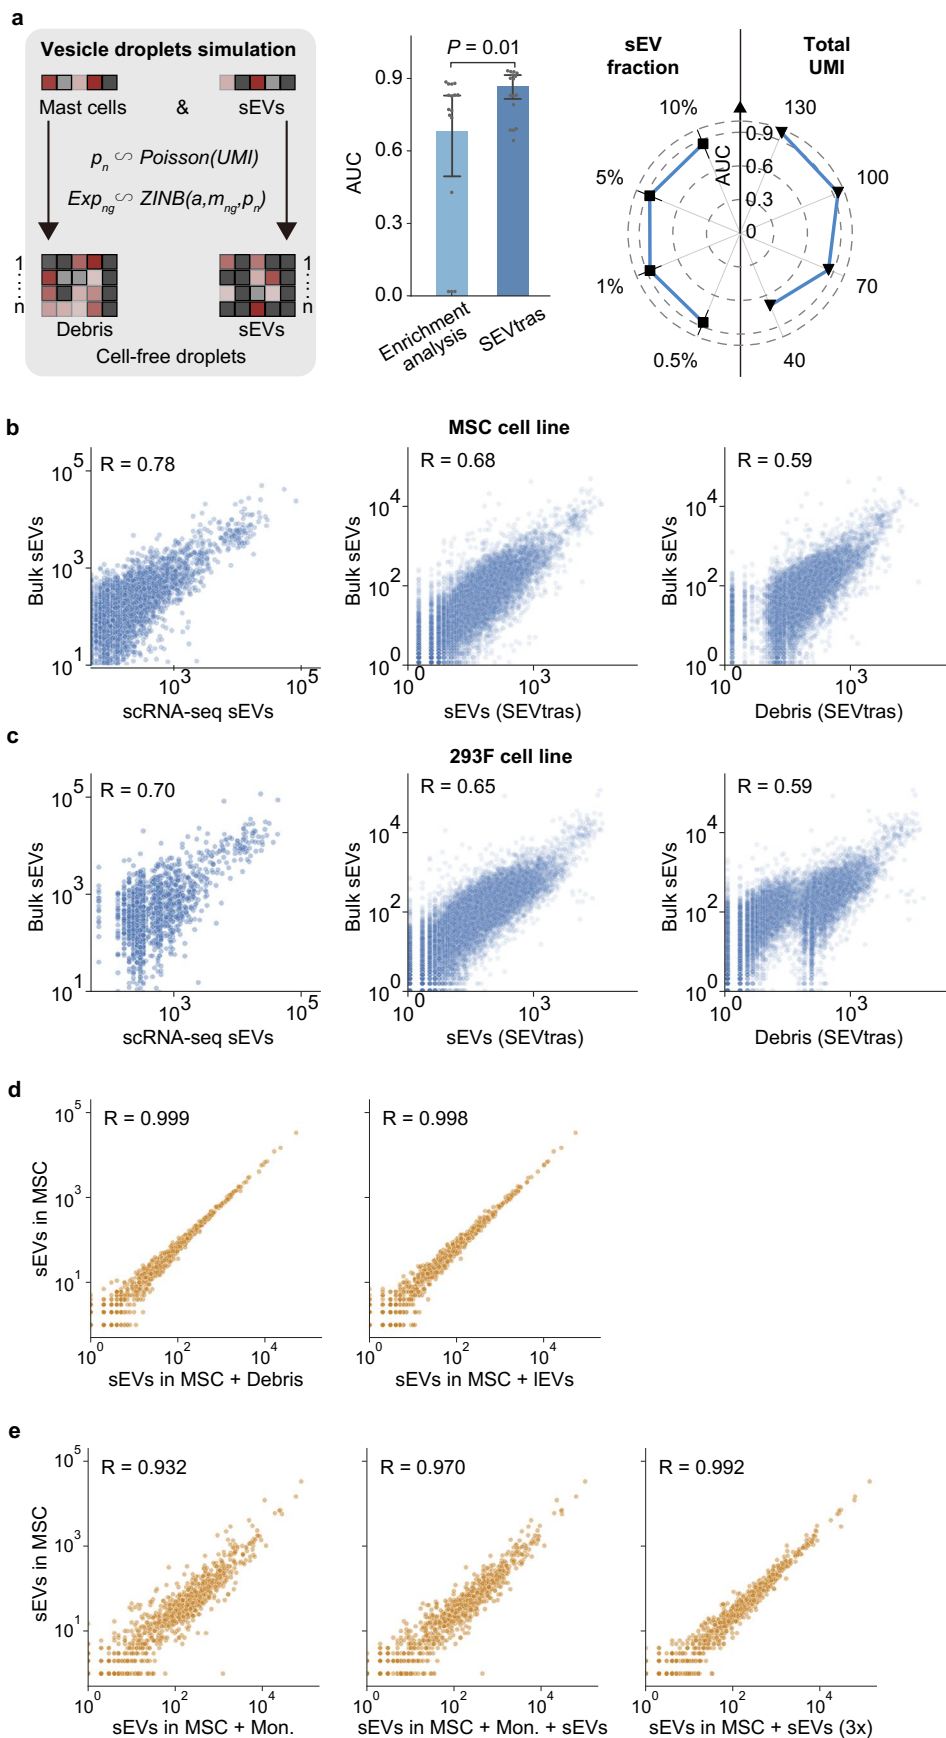 a
Vesicle droplets simulation
Mast cells & sEVs
pn ∽ Poisson(UMI)
Expng ∽ ZINB(a,mng,pn)
1 1
n n
Debris sEVs
Cell-free droplets
P = 0.01
AUC
0.9
0.6
0.3
0.0
Enrichment analysis
SEVtras
sEV fraction
Total UMI
10% 130
5% 100
1% 70
0.5% 40
AUC
0.9
0.6
0.3
0
b
MSC cell line
R = 0.78
Bulk sEVs
10^5
10^3
10^1
10^3 10^5
scRNA-seq sEVs
R = 0.68
Bulk sEVs
10^4
10^2
10^0
10^0 10^3
sEVs (SEVtras)
R = 0.59
Bulk sEVs
10^4
10^2
10^0
10^0 10^3
Debris (SEVtras)
c
293F cell line
R = 0.70
Bulk sEVs
10^5
10^3
10^1
10^3 10^5
scRNA-seq sEVs
R = 0.65
Bulk sEVs
10^4
10^2
10^0
10^0 10^3
sEVs (SEVtras)
R = 0.59
Bulk sEVs
10^4
10^2
10^0
10^0 10^3
Debris (SEVtras)
d
R = 0.999
sEVs in MSC
10^5
10^3
10^1
10^0 10^2 10^4
sEVs in MSC + Debris
R = 0.998
10^0 10^2 10^4
sEVs in MSC + lEVs
e
R = 0.932
sEVs in MSC
10^5
10^3
10^1
10^0 10^2 10^4
sEVs in MSC + Mon.
R = 0.970
10^0 10^2 10^4
sEVs in MSC + Mon. + sEVs
R = 0.992
10^0 10^2 10^4
sEVs in MSC + sEVs (3x)